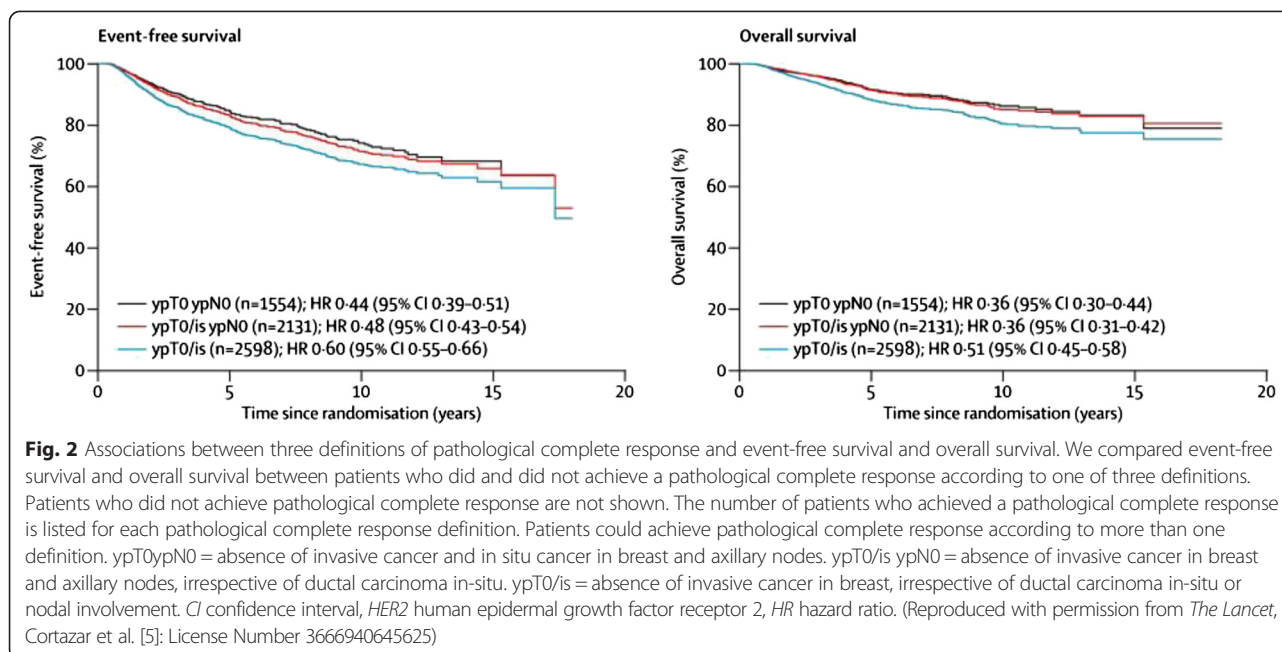 Event-free survival
100
80
60
40
20
0
Event-free survival (%)
ypT0 ypN0 (n=1554); HR 0·44 (95% CI 0·39–0·51)
ypT0/is ypN0 (n=2131); HR 0·48 (95% CI 0·43–0·54)
ypT0/is (n=2598); HR 0·60 (95% CI 0·55–0·66)
0 5 10 15 20
Time since randomisation (years)
Overall survival
100
80
60
40
20
0
Overall survival (%)
ypT0 ypN0 (n=1554); HR 0·36 (95% CI 0·30–0·44)
ypT0/is ypN0 (n=2131); HR 0·36 (95% CI 0·31–0·42)
ypT0/is (n=2598); HR 0·51 (95% CI 0·45–0·58)
0 5 10 15 20
Time since randomisation (years)
Fig. 2 Associations between three definitions of pathological complete response and event-free survival and overall survival. We compared event-free
survival and overall survival between patients who did and did not achieve a pathological complete response according to one of three definitions.
Patients who did not achieve pathological complete response are not shown. The number of patients who achieved a pathological complete response
is listed for each pathological complete response definition. Patients could achieve pathological complete response according to more than one
definition. ypT0ypN0 = absence of invasive cancer and in situ cancer in breast and axillary nodes. ypT0/is ypN0 = absence of invasive cancer in breast
and axillary nodes, irrespective of ductal carcinoma in-situ. ypT0/is = absence of invasive cancer in breast, irrespective of ductal carcinoma in-situ or
nodal involvement. CI confidence interval, HER2 human epidermal growth factor receptor 2, HR hazard ratio. (Reproduced with permission from The Lancet,
Cortazar et al. [5]: License Number 3666940645625)